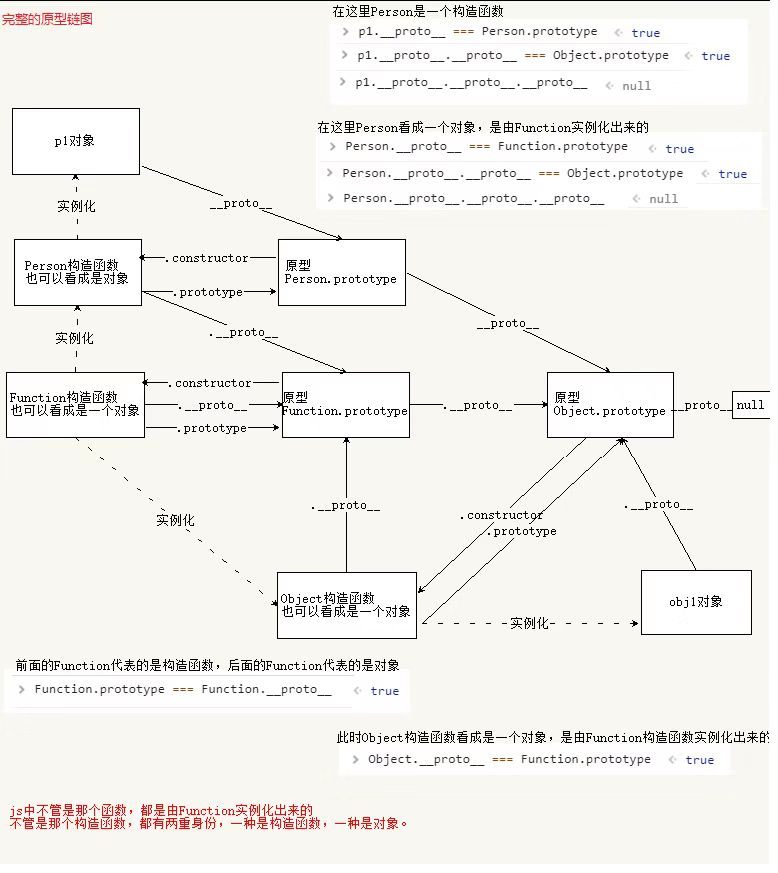 完整的原型链图
在这里Person是一个构造函数
> p1.__proto__ === Person.prototype
<· true
> p1.__proto__.__proto__ === Object.prototype
<· true
> p1.__proto__.__proto__.__proto__
<· null
在这里Person看成一个对象，是由Function实例化出来的
> Person.__proto__ === Function.prototype
<· true
> Person.__proto__.__proto__ === Object.prototype
<· true
> Person.__proto__.__proto__.__proto__
<· null
p1对象
实例化
__proto__
Person构造函数
也可以看成是对象
.constructor
.prototype
原型
Person.prototype
实例化
.__proto__
__proto__
Function构造函数
也可以看成是一个对象
.constructor
.__proto__
.prototype
原型
Function.prototype
.__proto__
原型
Object.prototype
__proto__
null
实例化
.__proto__
.constructor
.prototype
.__proto__
Object构造函数
也可以看成是一个对象
实例化
obj1对象
前面的Function代表的是构造函数，后面的Function代表的是对象
> Function.prototype === Function.__proto__
<· true
此时Object构造函数看成是一个对象，是由Function构造函数实例化出来的
> Object.__proto__ === Function.prototype
<· true
js中不管是那个函数，都是由Function实例化出来的
不管是那个构造函数，都有两重身份，一种是构造函数，一种是对象。